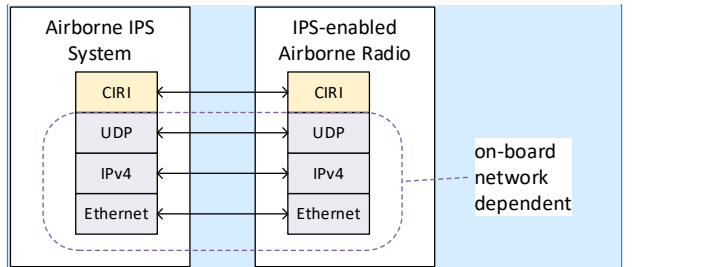 Airborne IPS
System
IPS-enabled
Airborne Radio
CIRI
CIRI
UDP
UDP
IPv4
IPv4
Ethernet
Ethernet
on-board
network
dependent